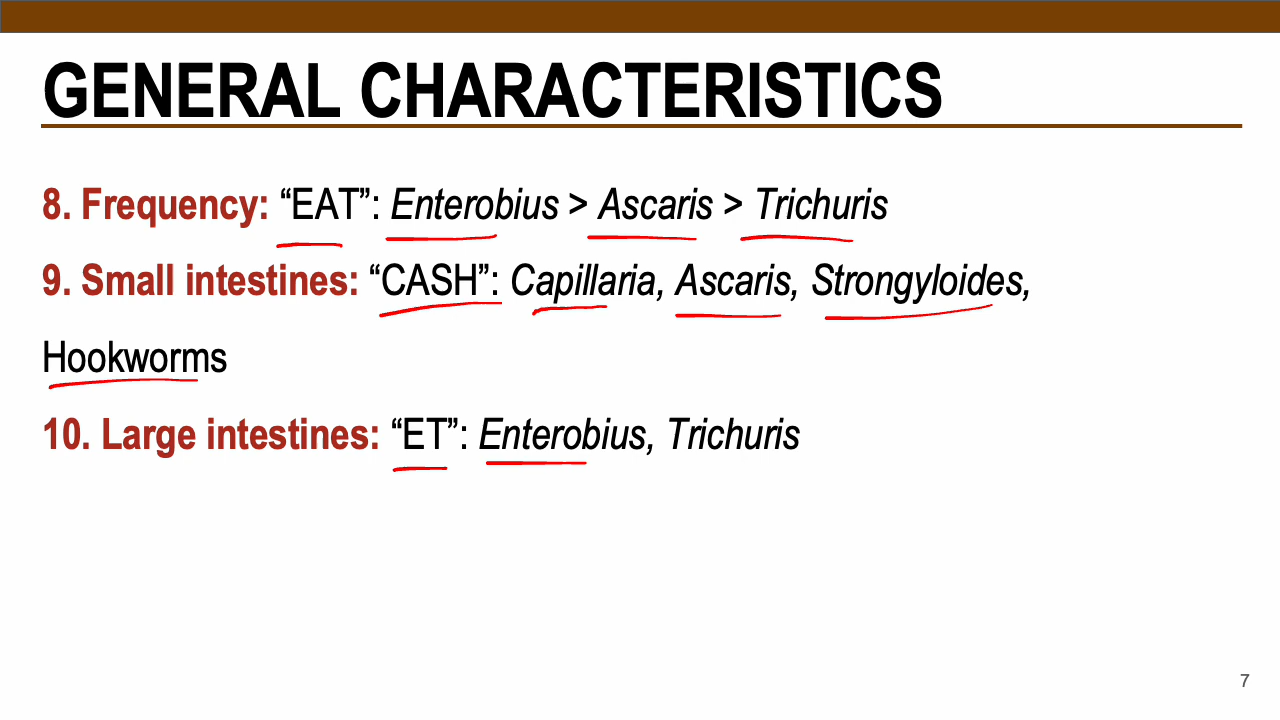 GENERAL CHARACTERISTICS
8. Frequency: “EAT”: Enterobius > Ascaris > Trichuris
9. Small intestines: “CASH”: Capillaria, Ascaris, Strongyloides,
Hookworms
10. Large intestines: “ET”: Enterobius, Trichuris
7